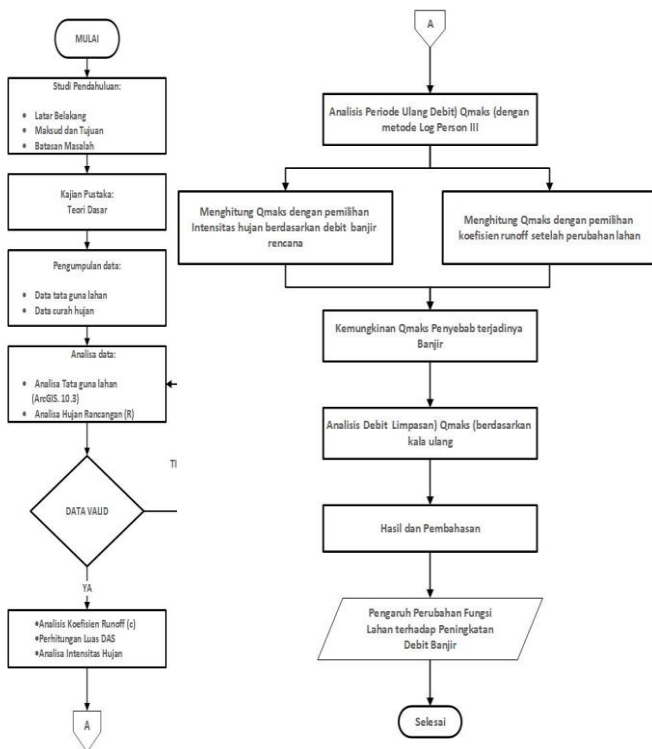 MULAI
Studi Pendahuluan:
• Latar Belakang
• Maksud dan Tujuan
• Batasan Masalah
Kajian Pustaka:
Teori Dasar
Pengumpulan data:
• Data tata guna lahan
• Data curah hujan
Analisa data:
• Analisa Tata guna lahan
(ArcGIS. 10.3)
• Analisa Hujan Rancangan (R)
DATA VALID
TI
YA
•Analisis Koefisien Runoff (c)
•Perhitungan Luas DAS
•Analisa Intensitas Hujan
A
A
Analisis Periode Ulang Debit) Qmaks (dengan
metode Log Person III
Menghitung Qmaks dengan pemilihan
Intensitas hujan berdasarkan debit banjir
rencana
Menghitung Qmaks dengan pemilihan
koefisien runoff setelah perubahan lahan
Kemungkinan Qmaks Penyebab terjadinya
Banjir
Analisis Debit Limpasan) Qmaks (berdasarkan
kala ulang
Hasil dan Pembahasan
Pengaruh Perubahan Fungsi
Lahan terhadap Peningkatan
Debit Banjir
Selesai